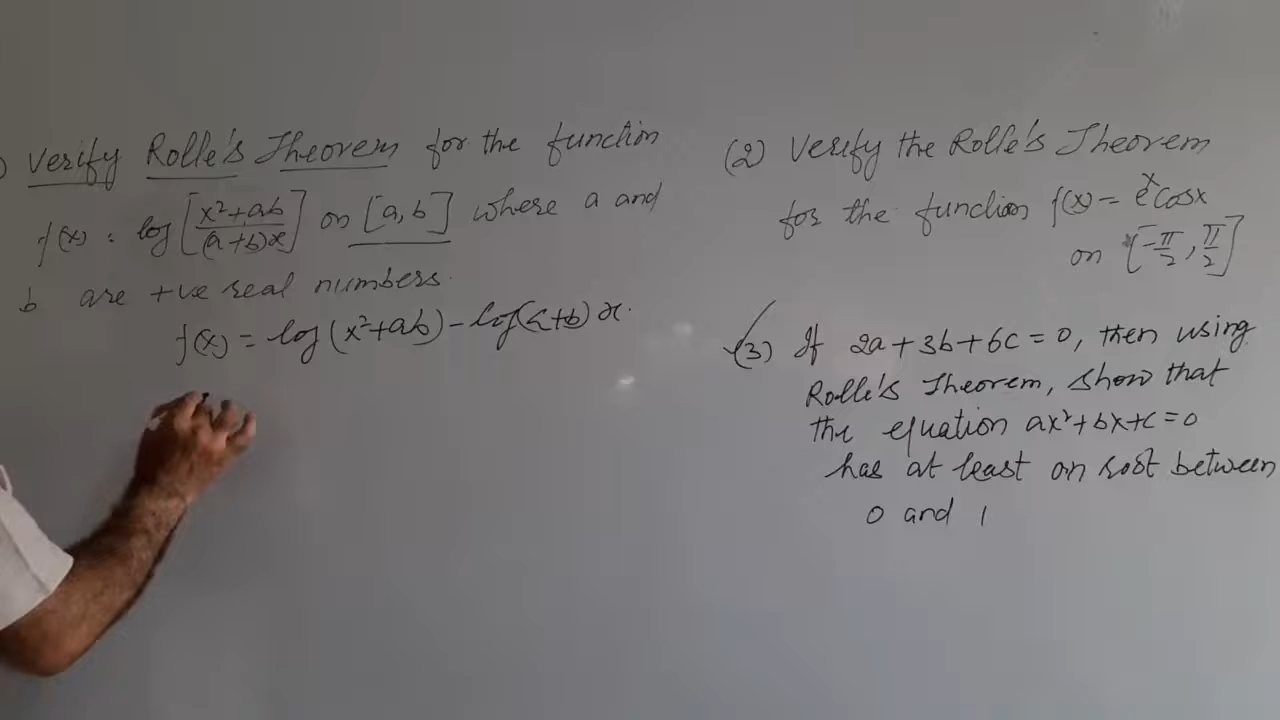 ) Verify Rolle's Theorem for the function
f(x) = log [x²+ab / (a+b)x] on [a, b] where a and
b are +ve real numbers.
f(x) = log (x²+ab) - log (a+b) x.
(2) Verify the Rolle's Theorem
for the function f(x) = eˣ cosx
on [-π/2, π/2]
(3) If 2a + 3b + 6c = 0, then using
Rolle's Theorem, show that
the equation ax²+bx+c = 0
has at least on root between
0 and 1